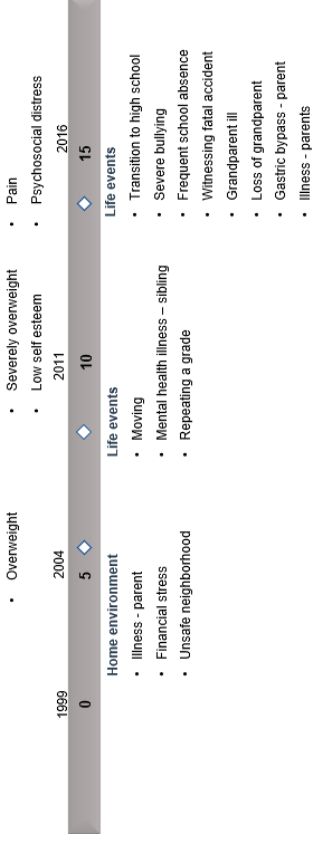 • Overweight
• Severely overweight
• Low self esteem
• Pain
• Psychosocial distress
1999
2004
2011
2016
0
5
10
15
Home environment
• Illness - parent
• Financial stress
• Unsafe neighborhood
Life events
• Moving
• Mental health illness – sibling
• Repeating a grade
Life events
• Transition to high school
• Severe bullying
• Frequent school absence
• Witnessing fatal accident
• Grandparent ill
• Loss of grandparent
• Gastric bypass - parent
• Illness - parents